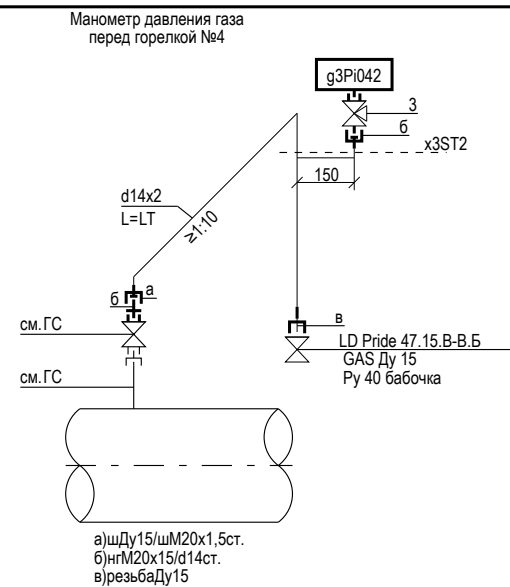 Манометр давления газа
перед горелкой №4
g3Pi042
3
б
x3ST2
150
d14x2
L=LT
≥1:10
а
б
см.ГС
в
LD Pride 47.15.В-В.Б
GAS Ду 15
Ру 40 бабочка
см.ГС
а)шДу15/шМ20х1,5ст.
б)нгМ20х15/d14ст.
в)резьбаДу15